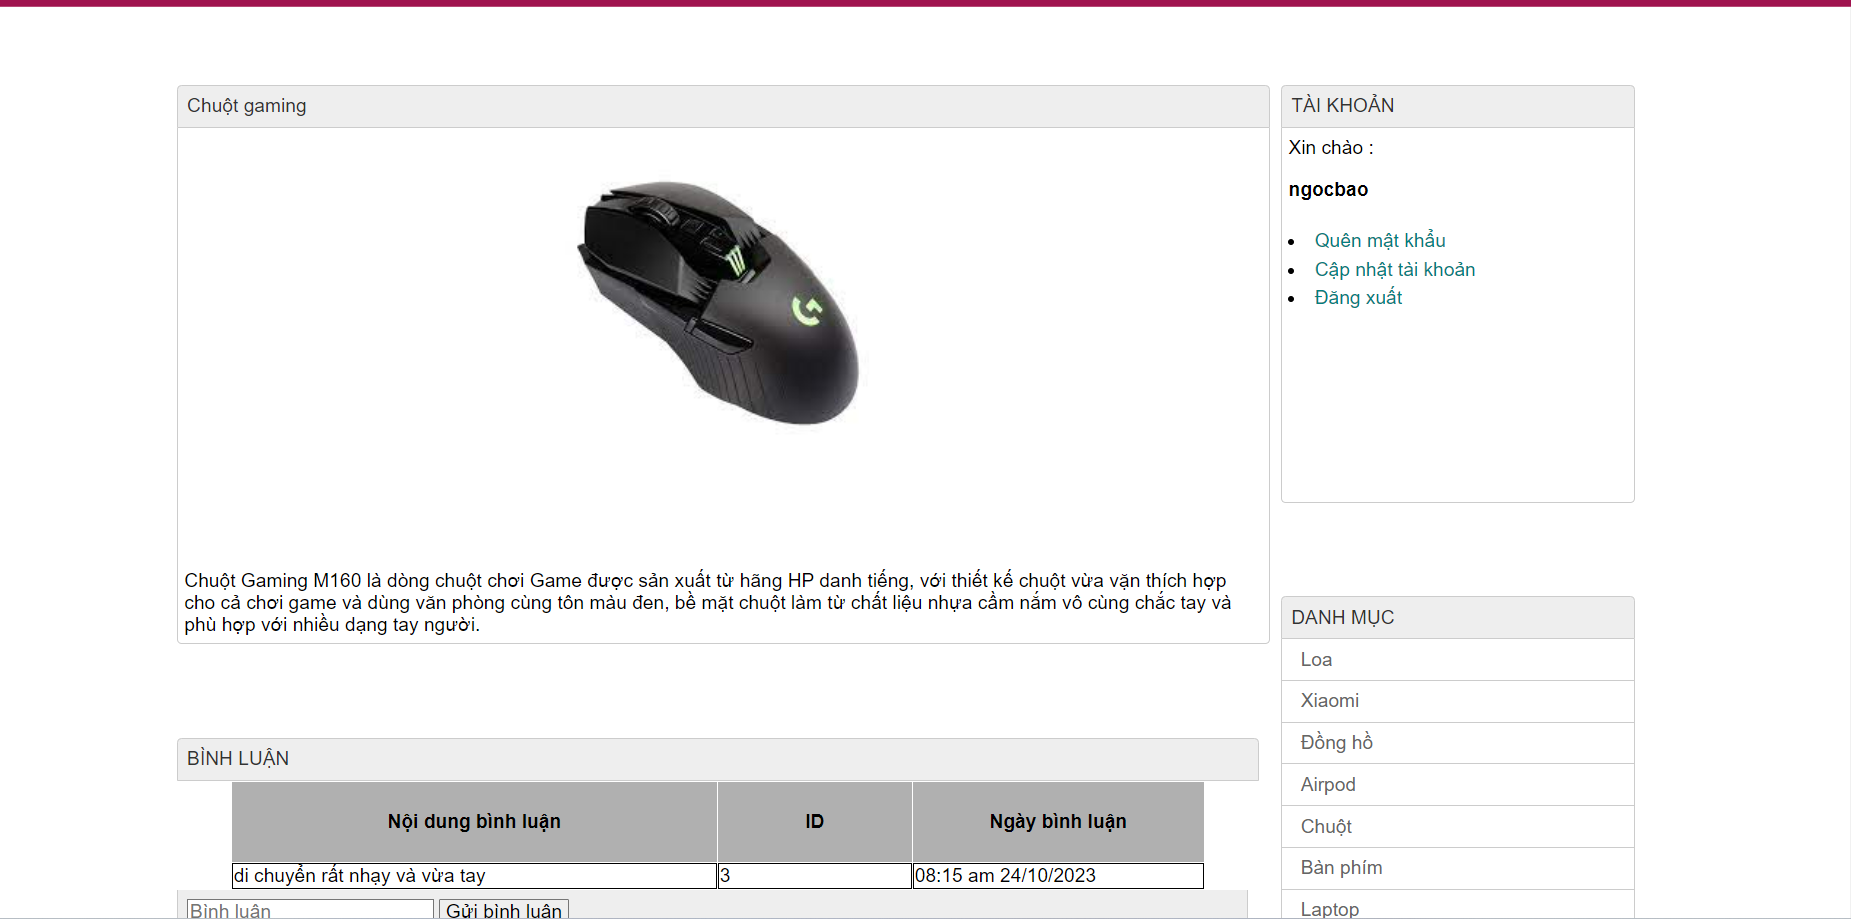 Chuột gaming
Chuột Gaming M160 là dòng chuột chơi Game được sản xuất từ hãng HP danh tiếng, với thiết kế chuột vừa vặn thích hợp
cho cả chơi game và dùng văn phòng cùng tôn màu đen, bề mặt chuột làm từ chất liệu nhựa cầm nắm vô cùng chắc tay và
phù hợp với nhiều dạng tay người.
BÌNH LUẬN
Nội dung bình luận ID Ngày bình luận
di chuyển rất nhạy và vừa tay 3 08:15 am 24/10/2023
Bình luận Gửi bình luận
TÀI KHOẢN
Xin chào :
ngocbao
Quên mật khẩu
Cập nhật tài khoản
Đăng xuất
DANH MỤC
Loa
Xiaomi
Đồng hồ
Airpod
Chuột
Bàn phím
Laptop